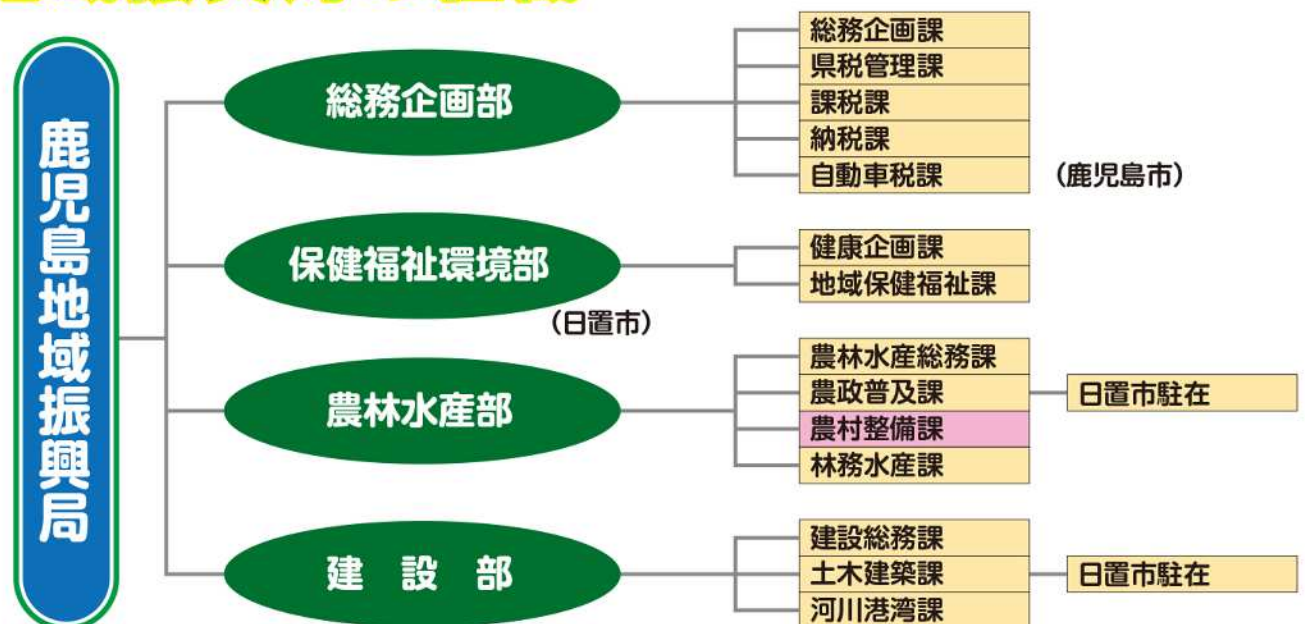 鹿児島地域振興局
総務企画部
総務企画課
県税管理課
課税課
納税課
自動車税課
（鹿児島市）
保健福祉環境部
（日置市）
健康企画課
地域保健福祉課
農林水産部
農林水産総務課
農政普及課
日置市駐在
農村整備課
林務水産課
建設部
建設総務課
土木建築課
日置市駐在
河川港湾課